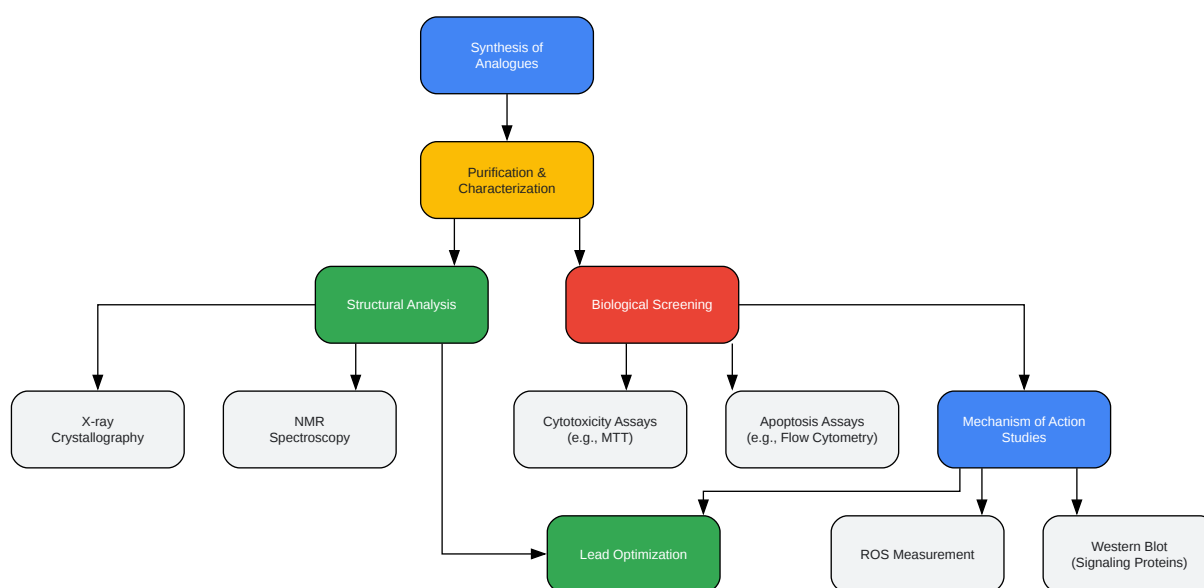 Synthesis of
Analogues
Purification &
Characterization
Structural Analysis
Biological Screening
X-ray
Crystallography
NMR
Spectroscopy
Cytotoxicity Assays
(e.g., MTT)
Apoptosis Assays
(e.g., Flow Cytometry)
Mechanism of Action
Studies
Lead Optimization
ROS Measurement
Western Blot
(Signaling Proteins)